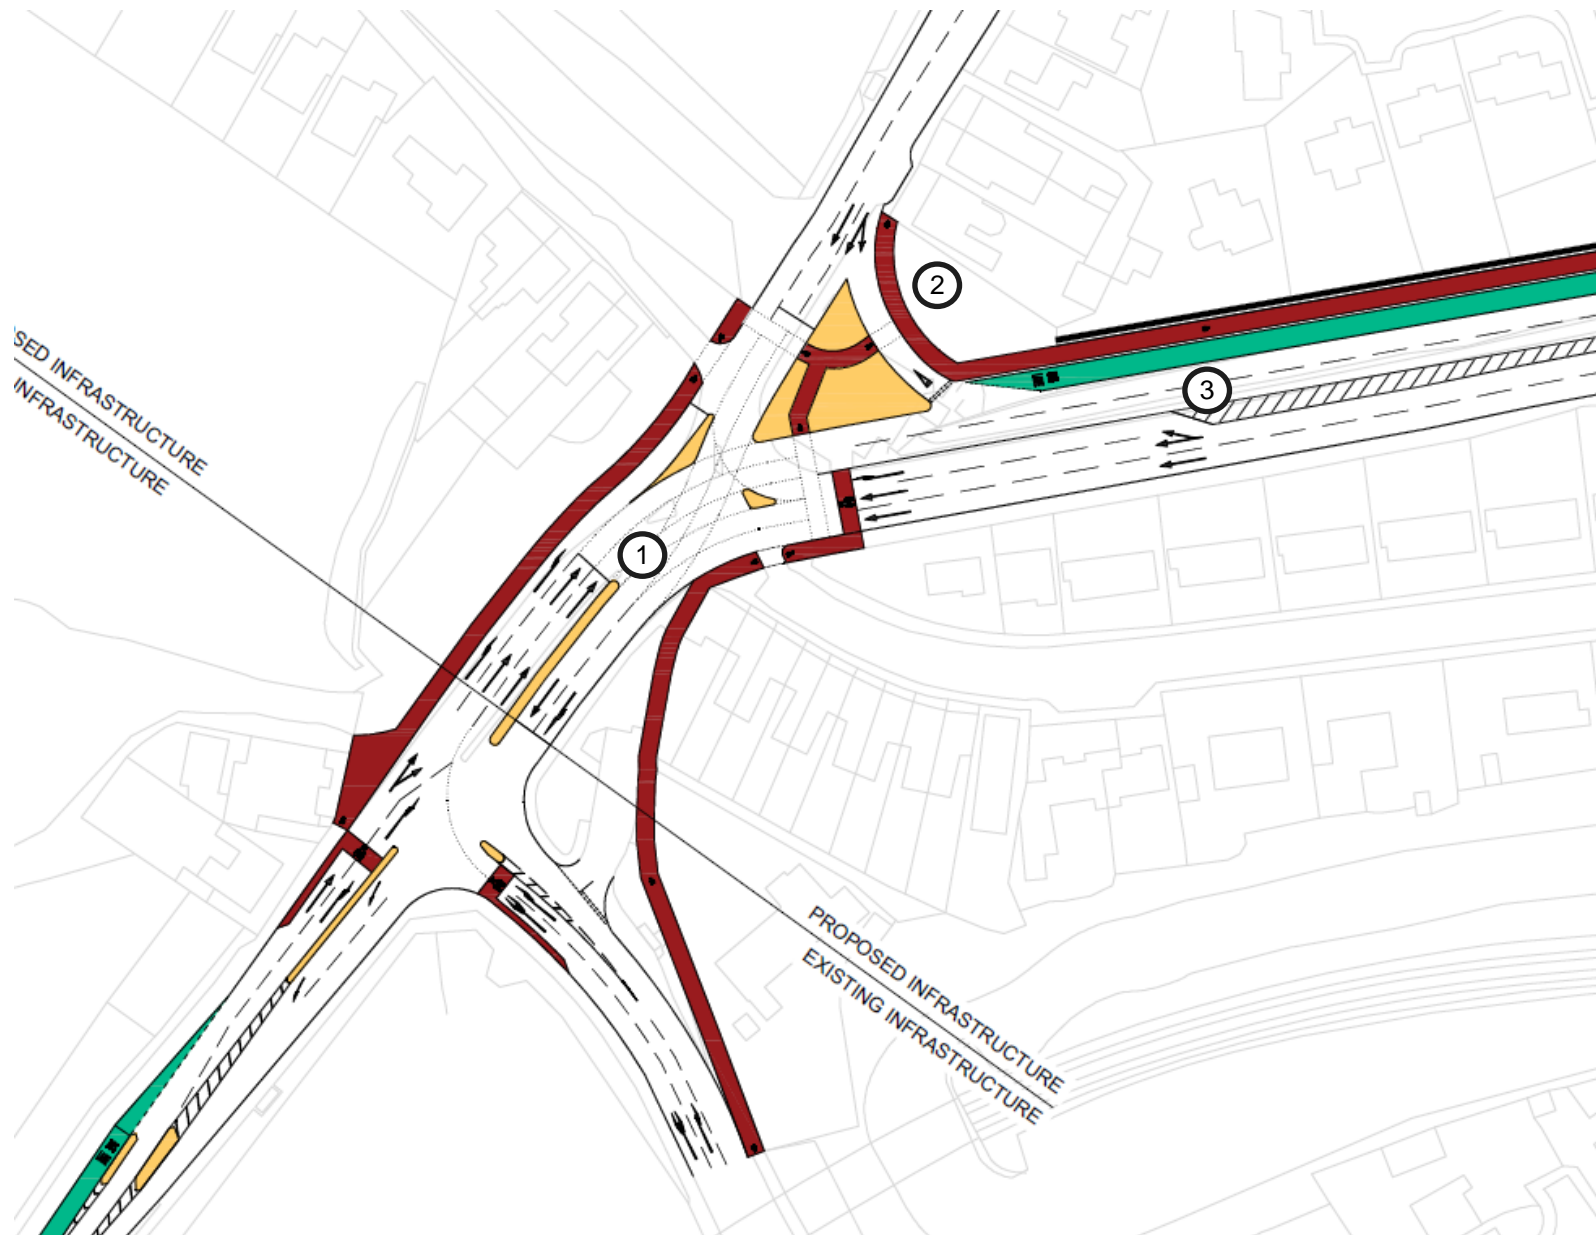 2
SED INFRASTRUCTURE
INFRASTRUCTURE
3
1
PROPOSED INFRASTRUCTURE
EXISTING INFRASTRUCTURE